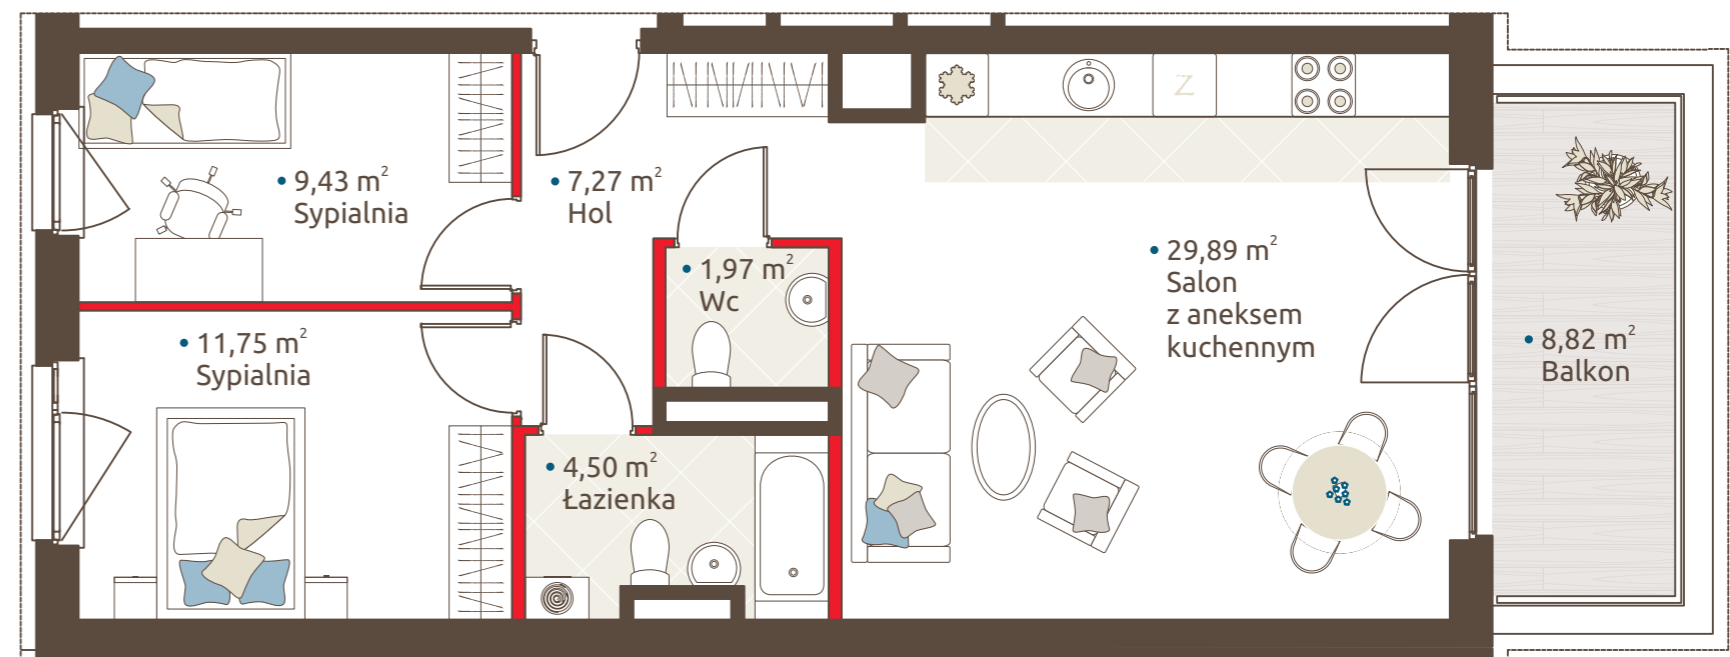 • 9,43 m²
Sypialnia
• 7,27 m²
Hol
Z
• 1,97 m²
Wc
• 29,89 m²
Salon
z aneksem
kuchennym
• 8,82 m²
Balkon
• 11,75 m²
Sypialnia
• 4,50 m²
Łazienka